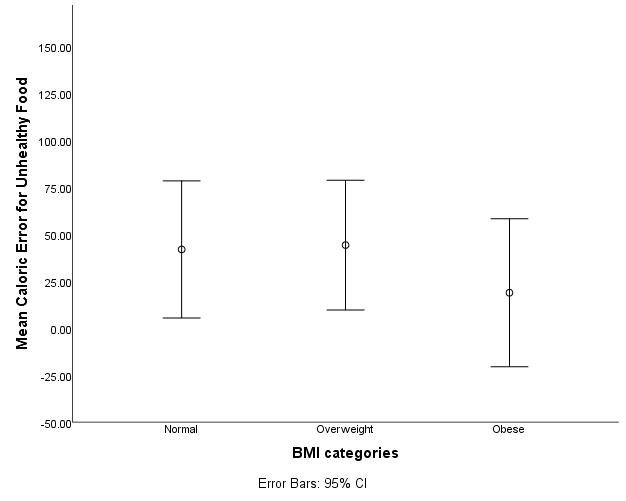 Mean Caloric Error for Unhealthy Food
150.00
125.00
100.00
75.00
50.00
25.00
0.00
-25.00
-50.00
Normal
Overweight
Obese
BMI categories
Error Bars: 95% CI